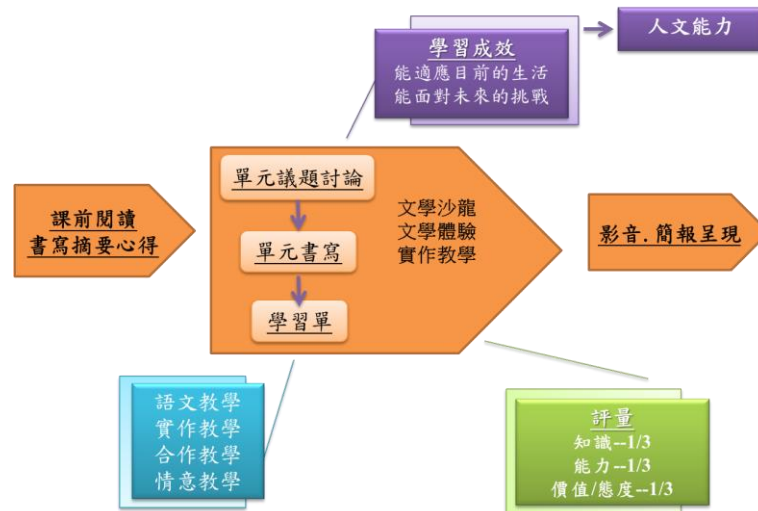 學習成效
能適應目前的生活
能面對未來的挑戰
人文能力
課前閱讀
書寫摘要心得
單元議題討論
單元書寫
學習單
文學沙龍
文學體驗
實作教學
影音.簡報呈現
語文教學
實作教學
合作教學
情意教學
評量
知識--1/3
能力--1/3
價值/態度--1/3